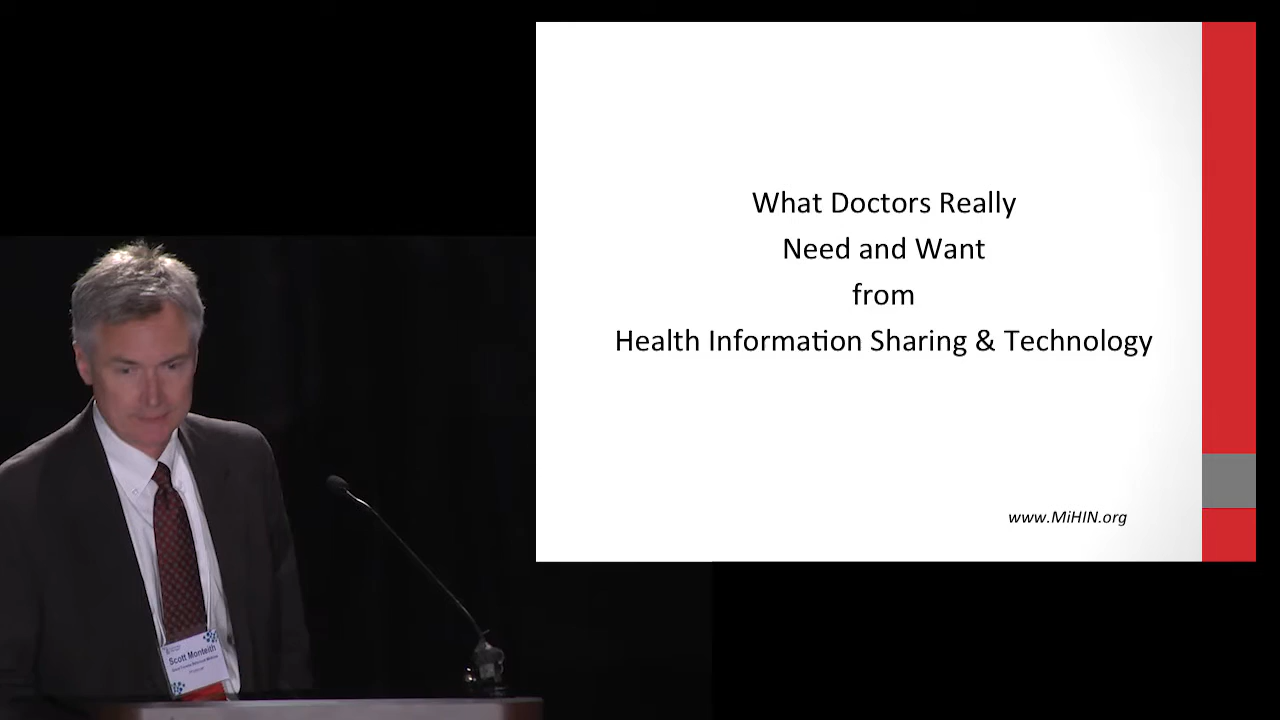 What Doctors Really
Need and Want
from
Health Information Sharing & Technology
www.MiHIN.org
Scott Monteith